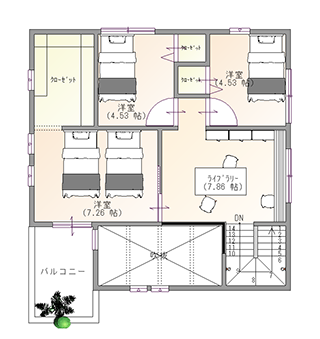 クローゼット
クローゼット
クローゼット
洋室
(4.53 帖)
洋室
(4.53 帖)
洋室
(7.26 帖)
ライブラリー
(7.86 帖)
吹抜
バルコニー
DN
14
13
12
11
10
9
8
7
6
5
4
3
2
1